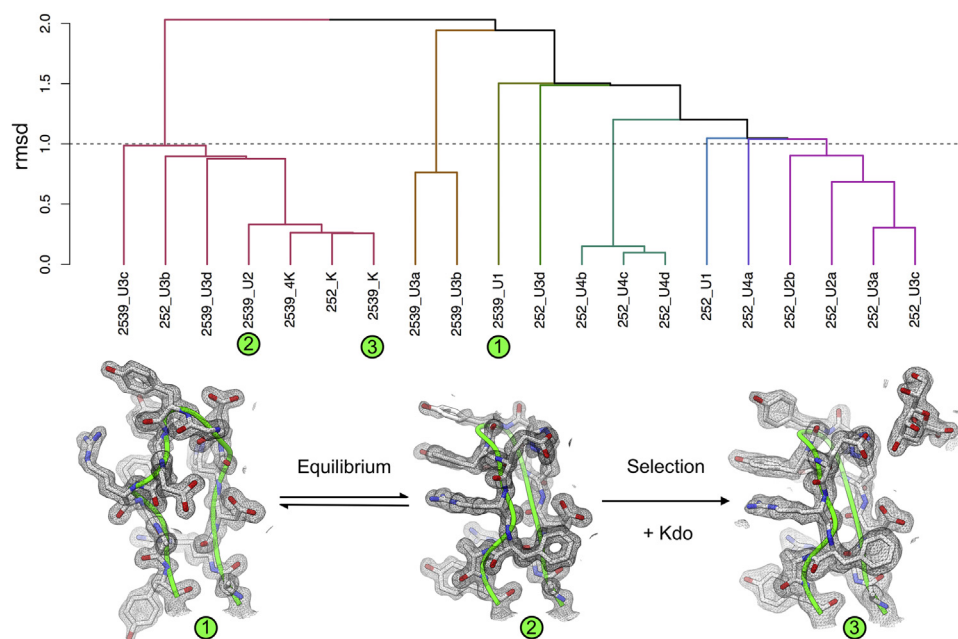 2.0
1.5
1.0
0.5
0.0
rmsd
2539_U3c
252_U3b
2539_U3d
2539_U2
2539_4K
252_K
2539_K
2539_U3a
2539_U3b
2539_U1
252_U3d
252_U4b
252_U4c
252_U4d
252_U1
252_U4a
252_U2b
252_U2a
252_U3a
252_U3c
2
3
1
Equilibrium
Selection
+ Kdo
1
2
3